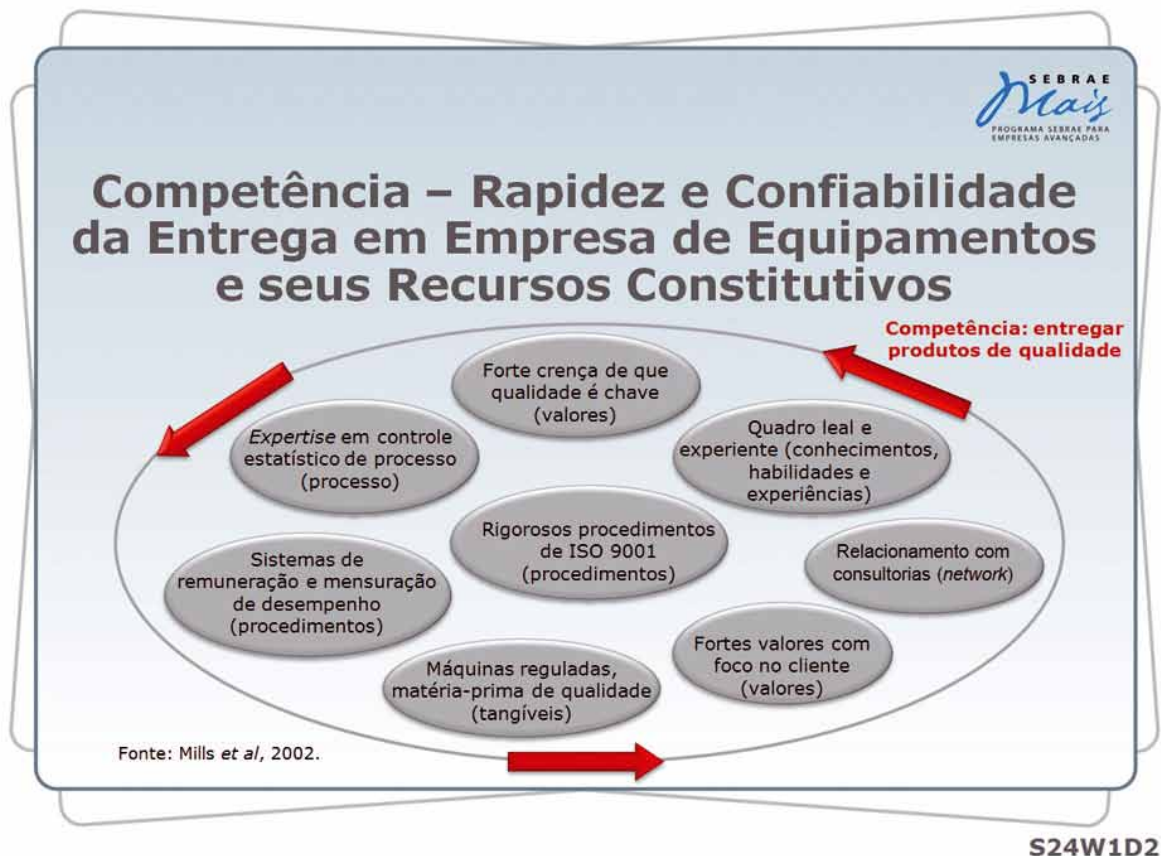 SEBRAE
Mais
PROGRAMA SEBRAE PARA
EMPRESAS AVANÇADAS
Competência – Rapidez e Confiabilidade
da Entrega em Empresa de Equipamentos
e seus Recursos Constitutivos
Competência: entregar
produtos de qualidade
Forte crença de que
qualidade é chave
(valores)
Expertise em controle
estatístico de processo
(processo)
Quadro leal e
experiente (conhecimentos,
habilidades e
experiências)
Rigorosos procedimentos
de ISO 9001
(procedimentos)
Relacionamento com
consultorias (network)
Sistemas de
remuneração e mensuração
de desempenho
(procedimentos)
Fortes valores com
foco no cliente
(valores)
Máquinas reguladas,
matéria-prima de qualidade
(tangíveis)
Fonte: Mills et al, 2002.
S24W1D2